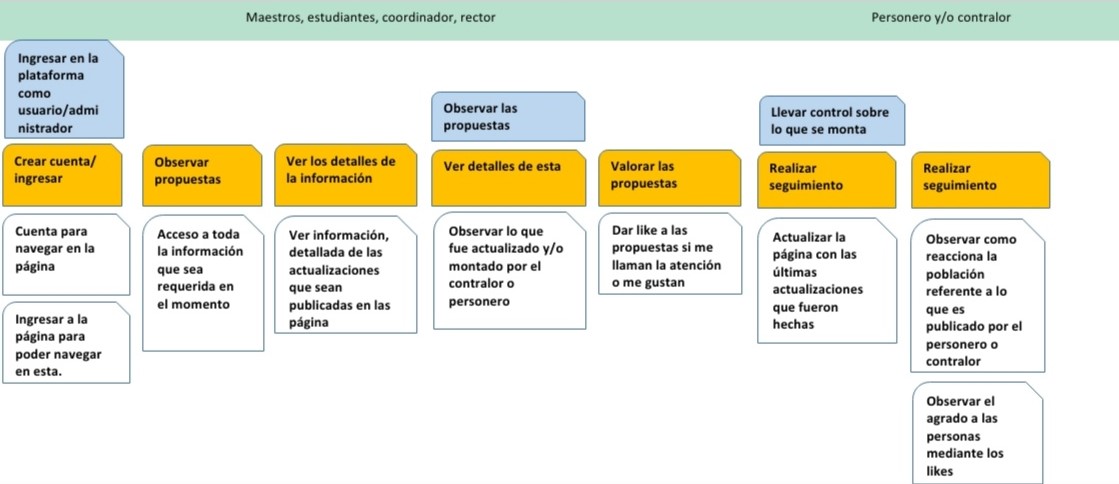 Maestros, estudiantes, coordinador, rector
Personero y/o contralor
Ingresar en la
plataforma
como
usuario/admi
nistrador
Observar las
propuestas
Llevar control sobre
lo que se monta
Crear cuenta/
ingresar
Observar
propuestas
Ver los detalles de
la información
Ver detalles de esta
Valorar las
propuestas
Realizar
seguimiento
Realizar
seguimiento
Cuenta para
navegar en la
página
Ingresar a la
página para
poder navegar
en esta.
Acceso a toda
la información
que sea
requerida en
el momento
Ver información,
detallada de las
actualizaciones
que sean
publicadas en las
página
Observar lo que
fue actualizado y/o
montado por el
contralor o
personero
Dar like a las
propuestas si me
llaman la atención
o me gustan
Actualizar la
página con las
últimas
actualizaciones
que fueron
hechas
Observar como
reacciona la
población
referente a lo
que es
publicado por el
personero o
contralor
Observar el
agrado a las
personas
mediante los
likes